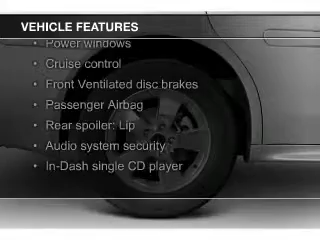 VEHICLE FEATURES
• Power windows
• Cruise control
• Front Ventilated disc brakes
• Passenger Airbag
• Rear spoiler: Lip
• Audio system security
• In-Dash single CD player